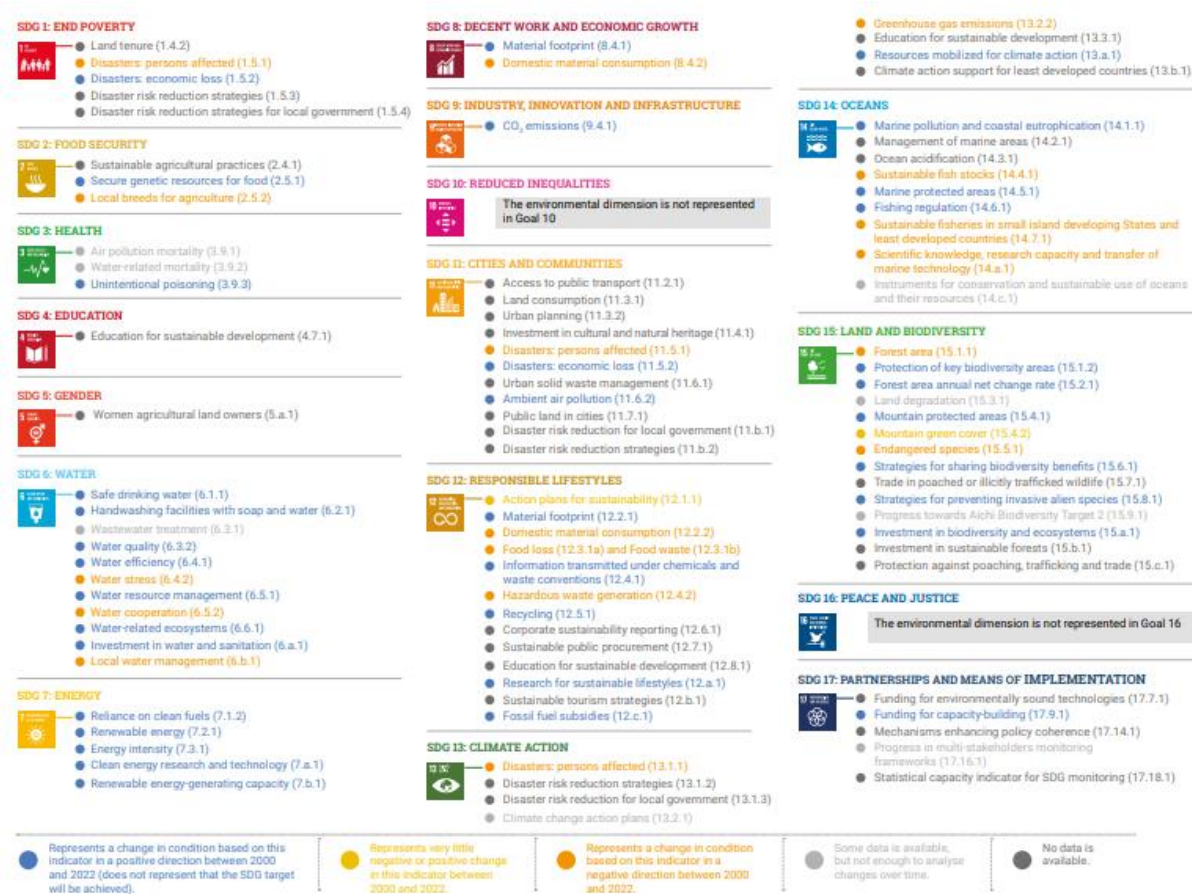 SDG 1: END POVERTY
Land tenure (1.4.2)
Disasters: persons affected (1.5.1)
Disasters: economic loss (1.5.2)
Disaster risk reduction strategies (1.5.3)
Disaster risk reduction strategies for local government (1.5.4)
SDG 2: FOOD SECURITY
Sustainable agricultural practices (2.4.1)
Secure genetic resources for food (2.5.1)
Local breeds for agriculture (2.5.2)
SDG 3: HEALTH
Air pollution mortality (3.9.1)
Water-related mortality (3.9.2)
Unintentional poisoning (3.9.3)
SDG 4: EDUCATION
Education for sustainable development (4.7.1)
SDG 5: GENDER
Women agricultural land owners (5.a.1)
SDG 6: WATER
Safe drinking water (6.1.1)
Handwashing facilities with soap and water (6.2.1)
Wastewater treatment (6.3.1)
Water quality (6.3.2)
Water efficiency (6.4.1)
Water stress (6.4.2)
Water resource management (6.5.1)
Water cooperation (6.5.2)
Water-related ecosystems (6.6.1)
Investment in water and sanitation (6.a.1)
Local water management (6.b.1)
SDG 7: ENERGY
Reliance on clean fuels (7.1.2)
Renewable energy (7.2.1)
Energy intensity (7.3.1)
Clean energy research and technology (7.a.1)
Renewable energy-generating capacity (7.b.1)
SDG 8: DECENT WORK AND ECONOMIC GROWTH
Material footprint (8.4.1)
Domestic material consumption (8.4.2)
SDG 9: INDUSTRY, INNOVATION AND INFRASTRUCTURE
CO₂ emissions (9.4.1)
SDG 10: REDUCED INEQUALITIES
The environmental dimension is not represented
in Goal 10
SDG 11: CITIES AND COMMUNITIES
Access to public transport (11.2.1)
Land consumption (11.3.1)
Urban planning (11.3.2)
Investment in cultural and natural heritage (11.4.1)
Disasters: persons affected (11.5.1)
Disasters: economic loss (11.5.2)
Urban solid waste management (11.6.1)
Ambient air pollution (11.6.2)
Public land in cities (11.7.1)
Disaster risk reduction for local government (11.b.1)
Disaster risk reduction strategies (11.b.2)
SDG 12: RESPONSIBLE LIFESTYLES
Action plans for sustainability (12.1.1)
Material footprint (12.2.1)
Domestic material consumption (12.2.2)
Food loss (12.3.1a) and Food waste (12.3.1b)
Information transmitted under chemicals and
waste conventions (12.4.1)
Hazardous waste generation (12.4.2)
Recycling (12.5.1)
Corporate sustainability reporting (12.6.1)
Sustainable public procurement (12.7.1)
Education for sustainable development (12.8.1)
Research for sustainable lifestyles (12.a.1)
Sustainable tourism strategies (12.b.1)
Fossil fuel subsidies (12.c.1)
SDG 13: CLIMATE ACTION
Disasters: persons affected (13.1.1)
Disaster risk reduction strategies (13.1.2)
Disaster risk reduction for local government (13.1.3)
Climate change action plans (13.2.1)
Greenhouse gas emissions (13.2.2)
Education for sustainable development (13.3.1)
Resources mobilized for climate action (13.a.1)
Climate action support for least developed countries (13.b.1)
SDG 14: OCEANS
Marine pollution and coastal eutrophication (14.1.1)
Management of marine areas (14.2.1)
Ocean acidification (14.3.1)
Sustainable fish stocks (14.4.1)
Marine protected areas (14.5.1)
Fishing regulation (14.6.1)
Sustainable fisheries in small island developing States and
least developed countries (14.7.1)
Scientific knowledge, research capacity and transfer of
marine technology (14.a.1)
Instruments for conservation and sustainable use of oceans
and their resources (14.c.1)
SDG 15: LAND AND BIODIVERSITY
Forest area (15.1.1)
Protection of key biodiversity areas (15.1.2)
Forest area annual net change rate (15.2.1)
Land degradation (15.3.1)
Mountain protected areas (15.4.1)
Mountain green cover (15.4.2)
Endangered species (15.5.1)
Strategies for sharing biodiversity benefits (15.6.1)
Trade in poached or illicitly trafficked wildlife (15.7.1)
Strategies for preventing invasive alien species (15.8.1)
Progress towards Aichi Biodiversity Target 2 (15.9.1)
Investment in biodiversity and ecosystems (15.a.1)
Investment in sustainable forests (15.b.1)
Protection against poaching, trafficking and trade (15.c.1)
SDG 16: PEACE AND JUSTICE
The environmental dimension is not represented in Goal 16
SDG 17: PARTNERSHIPS AND MEANS OF IMPLEMENTATION
Funding for environmentally sound technologies (17.7.1)
Funding for capacity-building (17.9.1)
Mechanisms enhancing policy coherence (17.14.1)
Progress in multi-stakeholders monitoring
frameworks (17.16.1)
Statistical capacity indicator for SDG monitoring (17.18.1)
Represents a change in condition based on this
indicator in a positive direction between 2000
and 2022 (does not represent that the SDG target
will be achieved).
Represents very little
negative or positive change
in this indicator between
2000 and 2022.
Represents a change in condition
based on this indicator in a
negative direction between 2000
and 2022.
Some data is available,
but not enough to analyse
changes over time.
No data is
available.